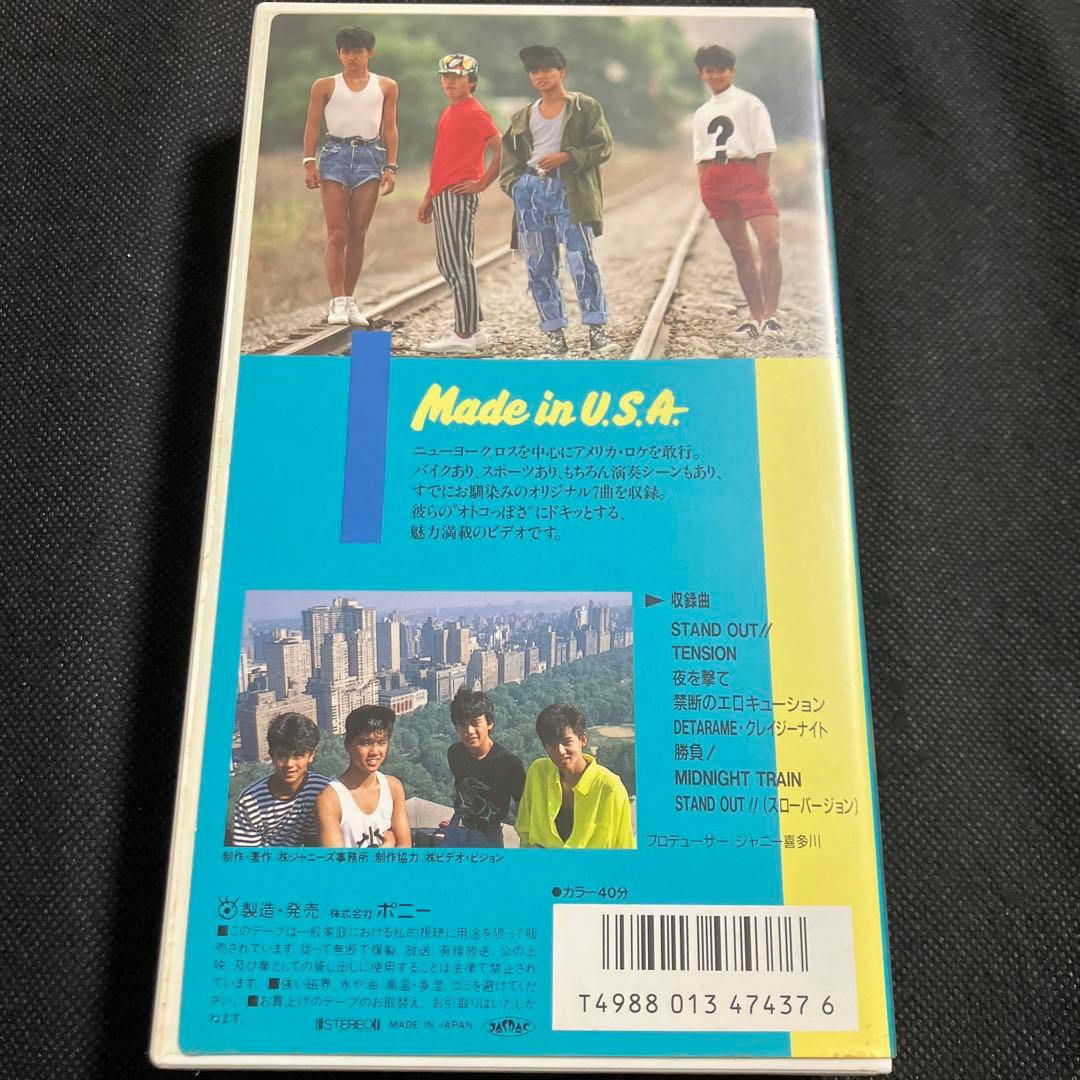 ?
Made in U.S.A.
ニューヨーク、ロスを中心にアメリカ・ロケを敢行。
バイクあり、スポーツあり、もちろん演奏シーンもあり、
すでにお馴染みのオリジナル7曲を収録。
彼らの"オトコっぽさ"にドキッとする、
魅力満載のビデオです。
▶ 収録曲
STAND OUT!!
TENSION
夜を撃て
禁断のエロキューション
DETARAME・クレイジーナイト
勝負!
MIDNIGHT TRAIN
STAND OUT!!(スローバージョン)
プロデューサー:ジャニー喜多川
制作・著作:㈱ジャニーズ事務所 制作協力:㈱ビデオ・ビジョン
●カラー40分
製造・発売/株式会社ポニー
■このテープは一般家庭における私的視聴に用途を限って販
売されています。従って無断で複製、放送、有線放送、公の上
映、及び業としての貸し出しに使用することは法律で禁止され
ています。■強い磁界、水や油、高温・多湿、ゴミを避けてくだ
さい。■お買上げのテープのお取替え、お引取りはいたしか
ねます。
STEREO MADE IN JAPAN JASRAC
T4988 013 47437 6